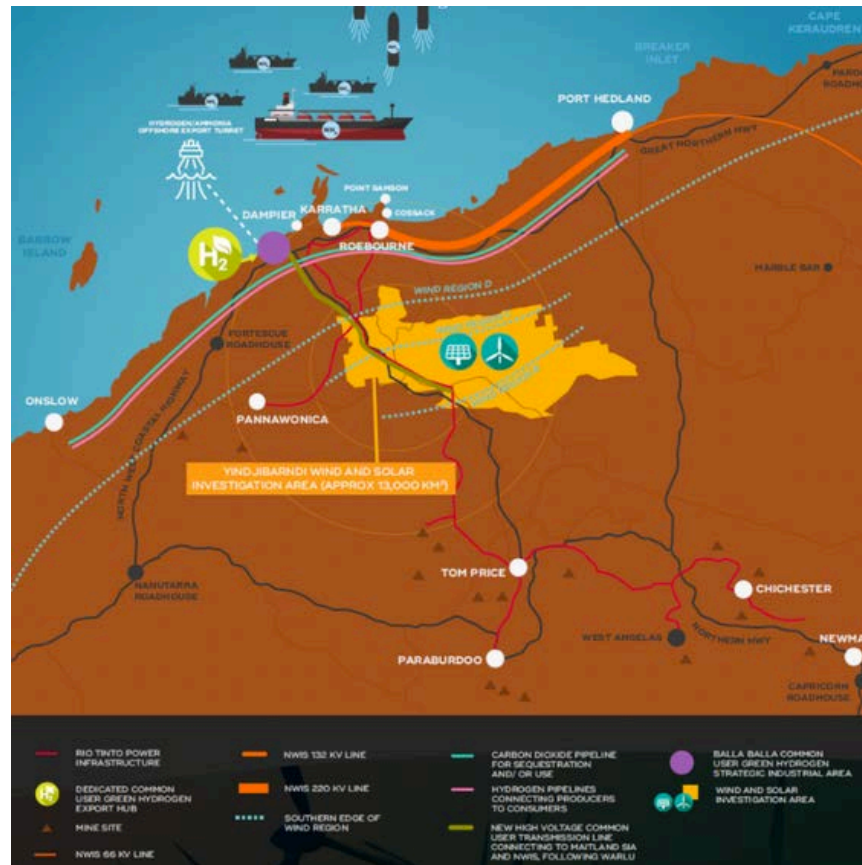 CAPE
KERAUDREN
BREAKER
INLET
PARDO
ROADHOUSE
PORT HEDLAND
GREAT NORTHERN HWY
HYDROGEN/AMMONIA
OFFSHORE EXPORT TURRET
POINT SAMSON
COSSACK
DAMPIER
KARRATHA
ROEBOURNE
H2
BARROW
ISLAND
MARBLE BAR
WIND REGION D
FORTESCUE
ROADHOUSE
ONSLOW
PANNAWONICA
NORTH WEST COASTAL HIGHWAY
YINDJIBARNDI WIND AND SOLAR
INVESTIGATION AREA (APPROX 13,000 KM²)
NANUTARRA
ROADHOUSE
TOM PRICE
CHICHESTER
WEST ANGELAS
NORTHERN HWY
PARABURDOO
NEWMA
CAPRICORN
ROADHOUSE
RIO TINTO POWER
INFRASTRUCTURE
H2
DEDICATED COMMON
USER GREEN HYDROGEN
EXPORT HUB
MINE SITE
NWIS 66 KV LINE
NWIS 132 KV LINE
NWIS 220 KV LINE
SOUTHERN EDGE OF
WIND REGION
CARBON DIOXIDE PIPELINE
FOR SEQUESTRATION
AND/ OR USE
HYDROGEN PIPELINES
CONNECTING PRODUCERS
TO CONSUMERS
NEW HIGH VOLTAGE COMMON
USER TRANSMISSION LINE
CONNECTING TO MAITLAND SIA
AND NWIS, FOLLOWING WARLU
BALLA BALLA COMMON
USER GREEN HYDROGEN
STRATEGIC INDUSTRIAL AREA
WIND AND SOLAR
INVESTIGATION AREA